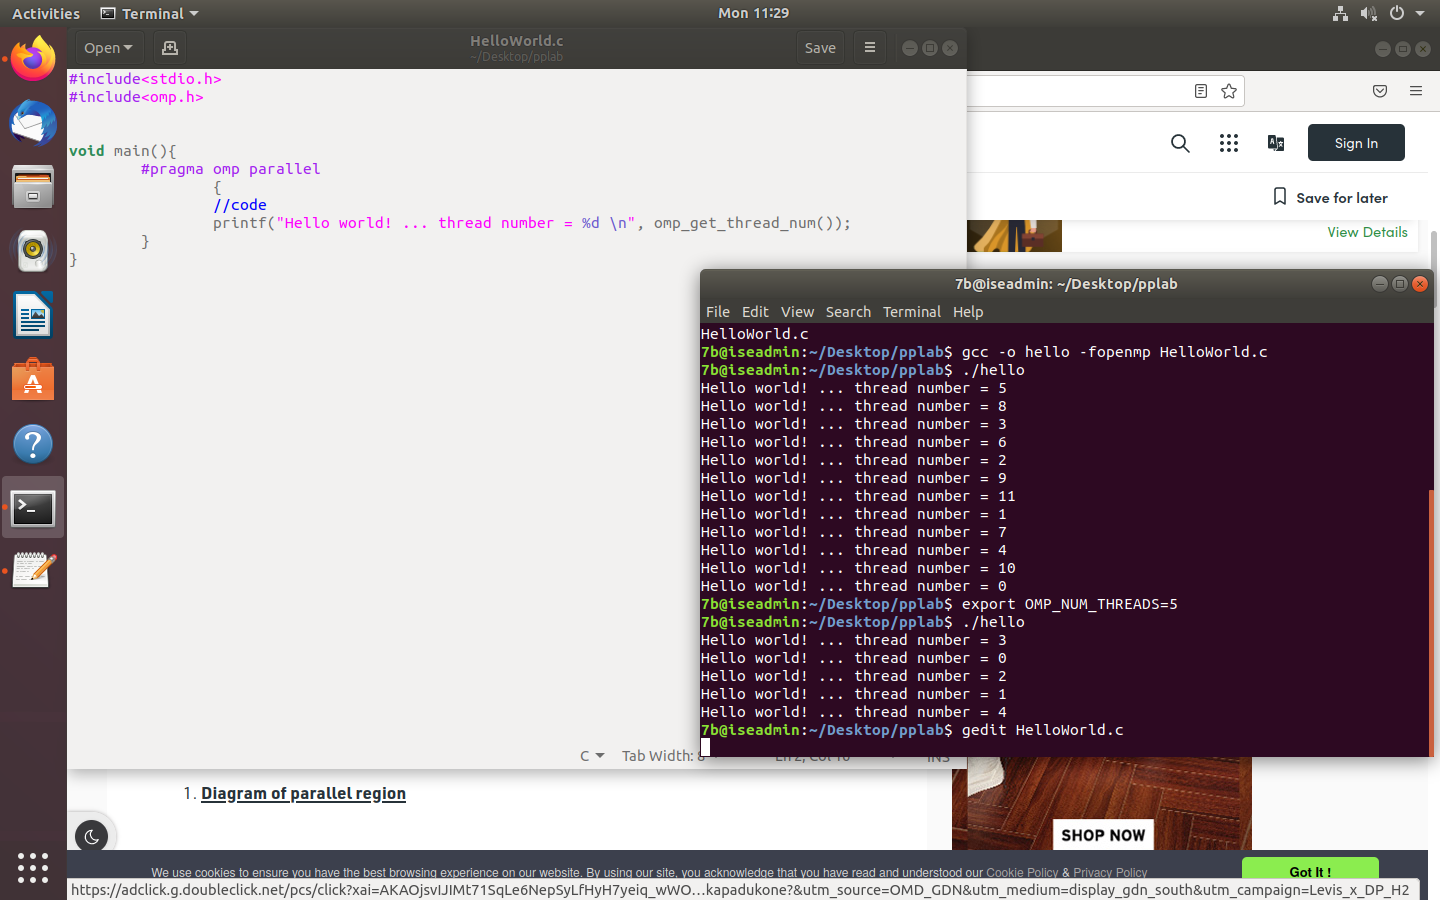 Activities
Terminal
Mon 11:29
Open
HelloWorld.c
~/Desktop/pplab
Save
#include<stdio.h>
#include<omp.h>
void main(){
#pragma omp parallel
{
//code
printf("Hello world! ... thread number = %d \n", omp_get_thread_num());
}
}
C
Tab Width: 8
Sign In
Save for later
View Details
7b@iseadmin: ~/Desktop/pplab
File Edit View Search Terminal Help
HelloWorld.c
7b@iseadmin:~/Desktop/pplab$ gcc -o hello -fopenmp HelloWorld.c
7b@iseadmin:~/Desktop/pplab$ ./hello
Hello world! ... thread number = 5
Hello world! ... thread number = 8
Hello world! ... thread number = 3
Hello world! ... thread number = 6
Hello world! ... thread number = 2
Hello world! ... thread number = 9
Hello world! ... thread number = 11
Hello world! ... thread number = 1
Hello world! ... thread number = 7
Hello world! ... thread number = 4
Hello world! ... thread number = 10
Hello world! ... thread number = 0
7b@iseadmin:~/Desktop/pplab$ export OMP_NUM_THREADS=5
7b@iseadmin:~/Desktop/pplab$ ./hello
Hello world! ... thread number = 3
Hello world! ... thread number = 0
Hello world! ... thread number = 2
Hello world! ... thread number = 1
Hello world! ... thread number = 4
7b@iseadmin:~/Desktop/pplab$ gedit HelloWorld.c
1. Diagram of parallel region
SHOP NOW
We use cookies to ensure you have the best browsing experience on our website. By using our site, you acknowledge that you have read and understood our Cookie Policy & Privacy Policy
Got It !
https://adclick.g.doubleclick.net/pcs/click?xai=AKAOjsvIJIMt71SqLe6NepSyLfHyH7yeiq_wWO…kapadukone?&utm_source=OMD_GDN&utm_medium=display_gdn_south&utm_campaign=Levis_x_DP_H2